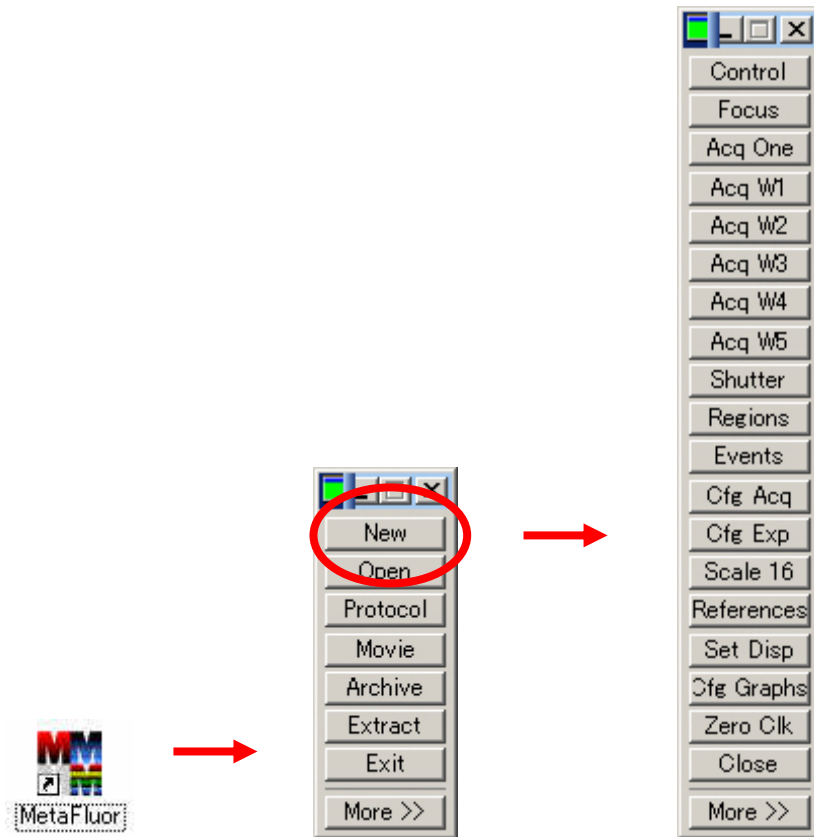 MetaFluor
New
Open
Protocol
Movie
Archive
Extract
Exit
More >>
Control
Focus
Acq One
Acq W1
Acq W2
Acq W3
Acq W4
Acq W5
Shutter
Regions
Events
Cfg Acq
Cfg Exp
Scale 16
References
Set Disp
Cfg Graphs
Zero Clk
Close
More >>